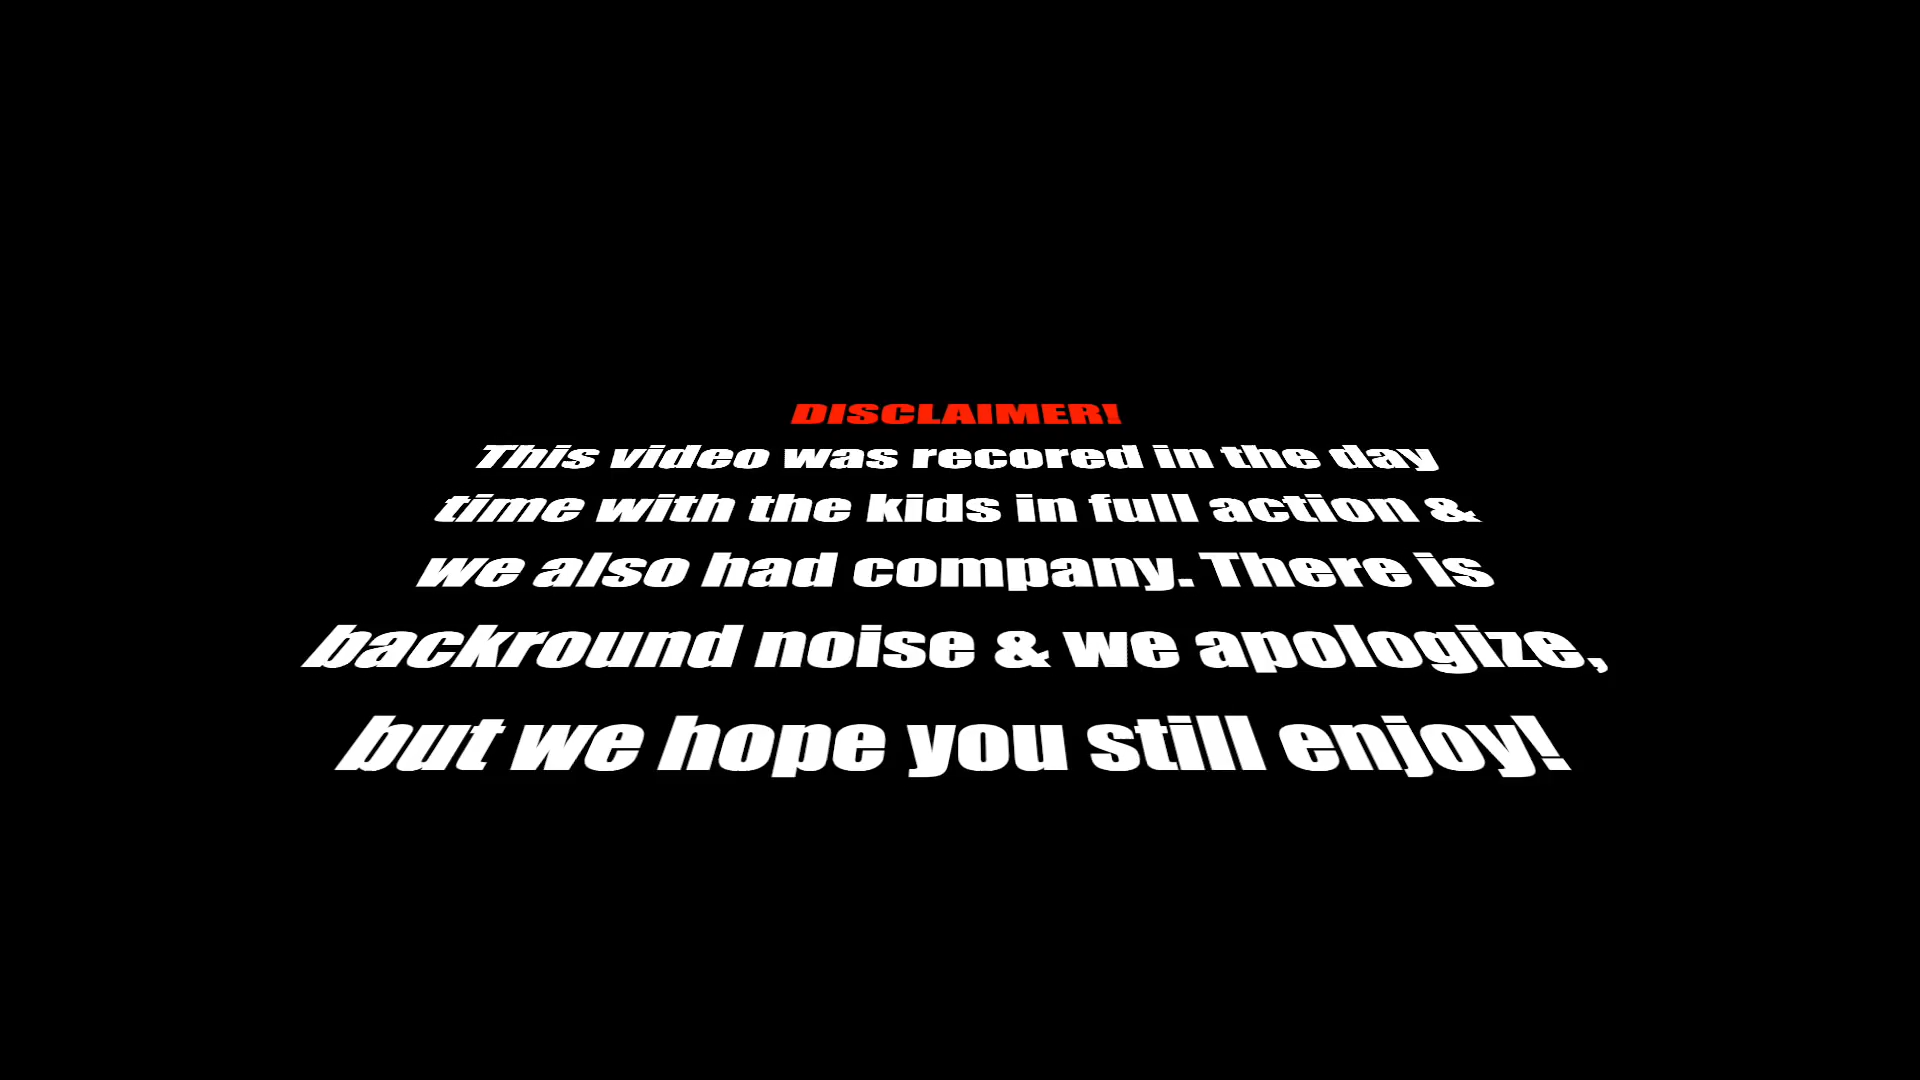 DISCLAIMER!
This video was recored in the day
time with the kids in full action &
we also had company. There is
backround noise & we apologize,
but we hope you still enjoy!